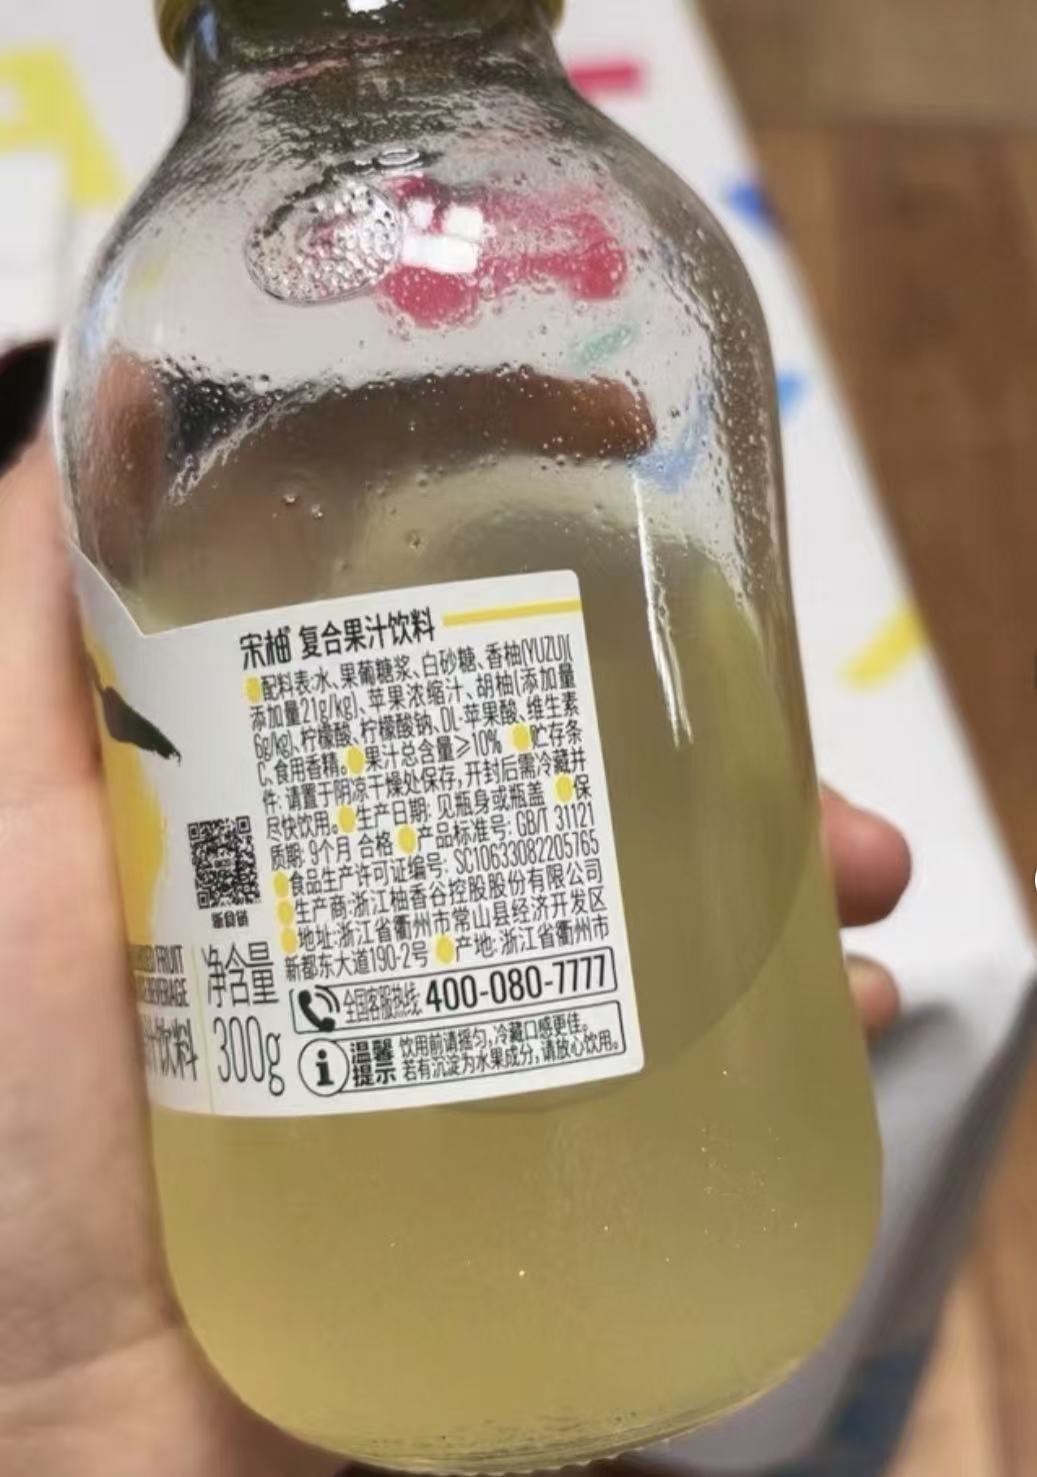 宋柚 复合果汁饮料
配料表:水、果葡糖浆、白砂糖、香柚(YUZU)(
添加量21g/kg)、苹果浓缩汁、胡柚(添加量
6g/kg)、柠檬酸、柠檬酸钠、DL-苹果酸、维生素
C、食用香精。果汁总含量≥10% 贮存条
件: 请置于阴凉干燥处保存,开封后需冷藏并
尽快饮用。生产日期: 见瓶身或瓶盖 保
质期: 9个月 合格 产品标准号: GB/T 31121
食品生产许可证编号: SC10633082205765
生产商:浙江柚香谷控股股份有限公司
地址:浙江省衢州市常山县经济开发区
新都东大道190-2号 产地: 浙江省衢州市
全国客服热线: 400-080-7777
温馨提示
饮用前请摇匀,冷藏口感更佳。
若有沉淀为水果成分,请放心饮用。
FRUIT
BEVERAGE
汁饮料
净含量
300g